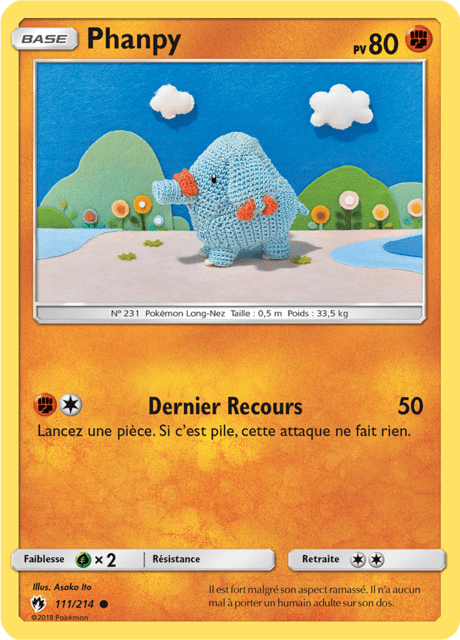 BASE Phanpy PV 80
N° 231 Pokémon Long-Nez Taille : 0,5 m Poids : 33,5 kg
Dernier Recours 50
Lancez une pièce. Si c'est pile, cette attaque ne fait rien.
Faiblesse × 2 Résistance Retraite
Illus. Asako Ito
111/214
©2018 Pokémon
Il est fort malgré son aspect ramassé. Il n'a aucun
mal à porter un humain adulte sur son dos.